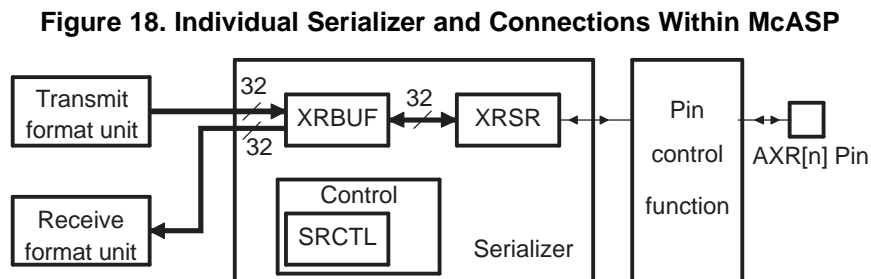 Figure 18. Individual Serializer and Connections Within McASP
Transmit
format unit
32
32
XRBUF
32
XRSR
Pin
control
function
AXR[n] Pin
Receive
format unit
Control
SRCTL
Serializer